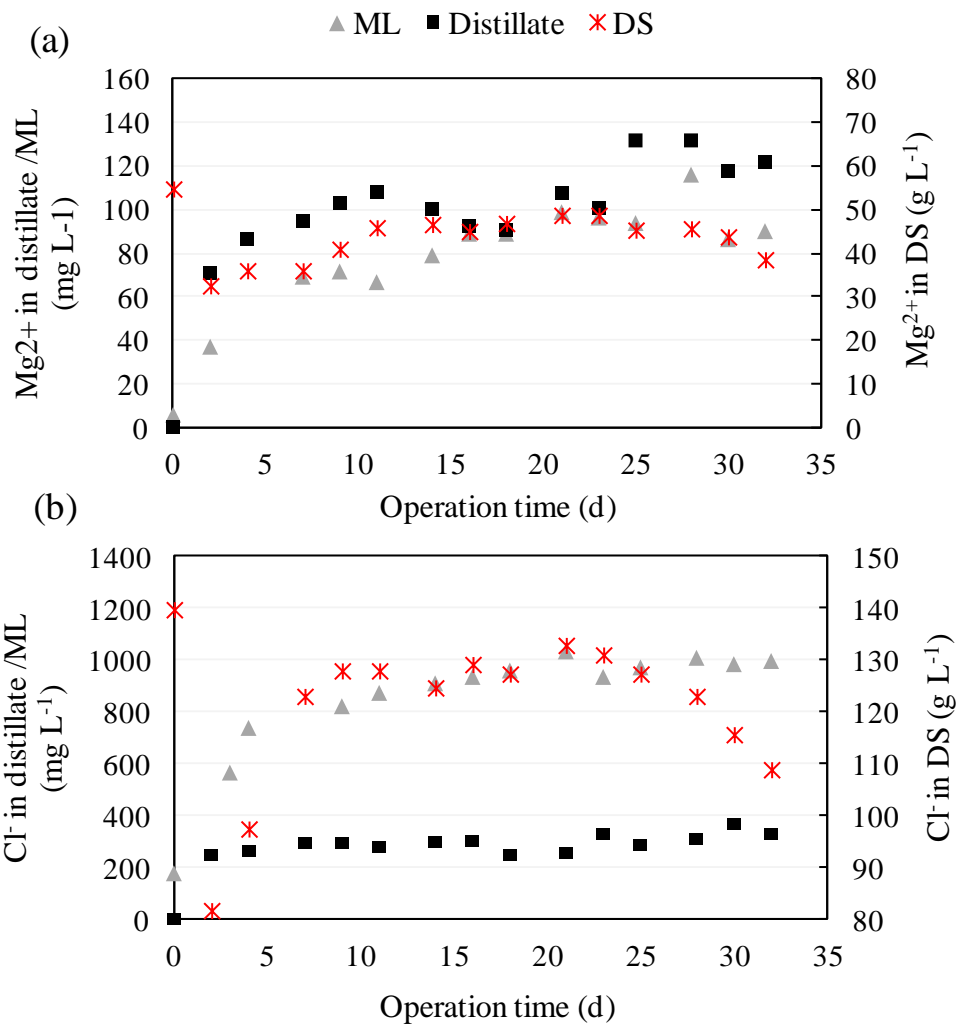 ML Distillate DS
(a)
160 80
140 70
120 60
100 50
80 40
60 30
40 20
20 10
0 0
Mg2+ in distillate /ML
(mg L-1)
Mg²⁺ in DS (g L⁻¹)
0 5 10 15 20 25 30 35
Operation time (d)
(b)
1400 150
1200 140
1000 130
800 120
600 110
400 100
200 90
0 80
Cl⁻ in distillate /ML
(mg L⁻¹)
Cl⁻ in DS (g L⁻¹)
0 5 10 15 20 25 30 35
Operation time (d)